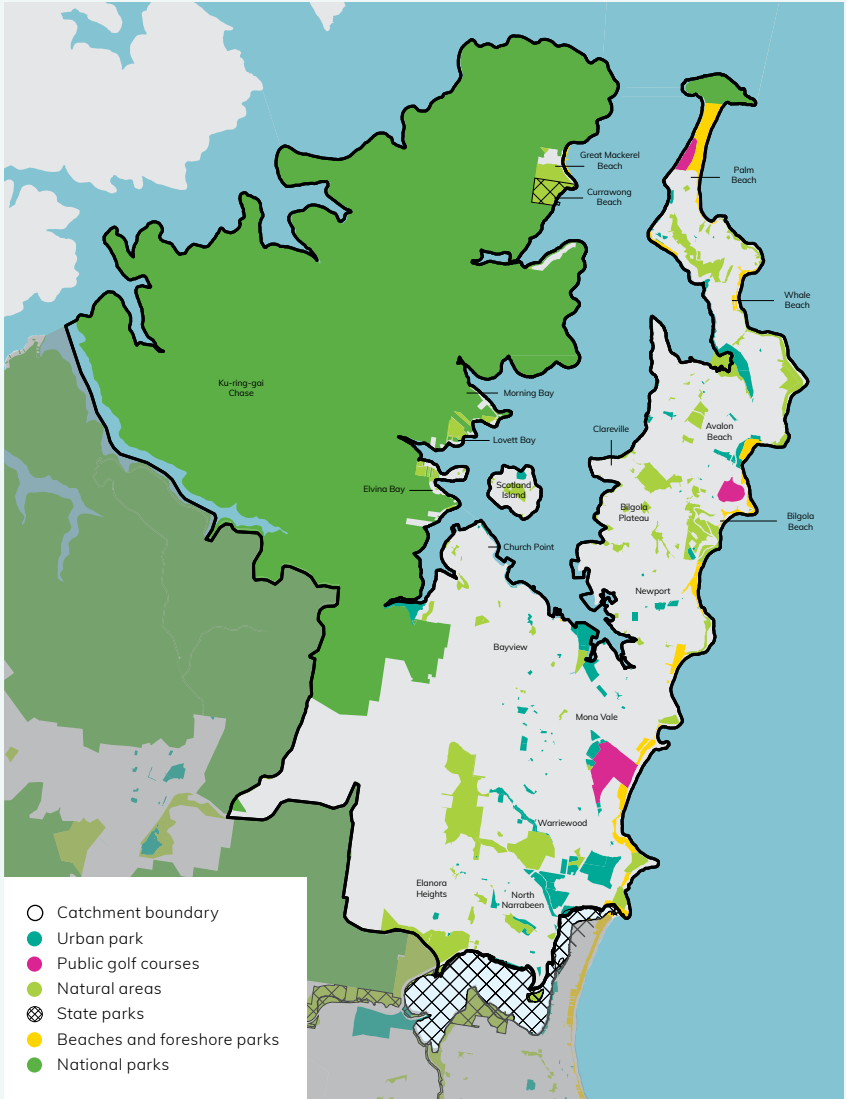 Great Mackerel
Beach
Currawong
Beach
Palm
Beach
Whale
Beach
Ku-ring-gai
Chase
Morning Bay
Clareville
Avalon
Beach
Lovett Bay
Elvina Bay
Scotland
Island
Bilgola
Plateau
Bilgola
Beach
Church Point
Newport
Bayview
Mona Vale
Warriewood
Elanora
Heights
North
Narrabeen
Catchment boundary
Urban park
Public golf courses
Natural areas
State parks
Beaches and foreshore parks
National parks